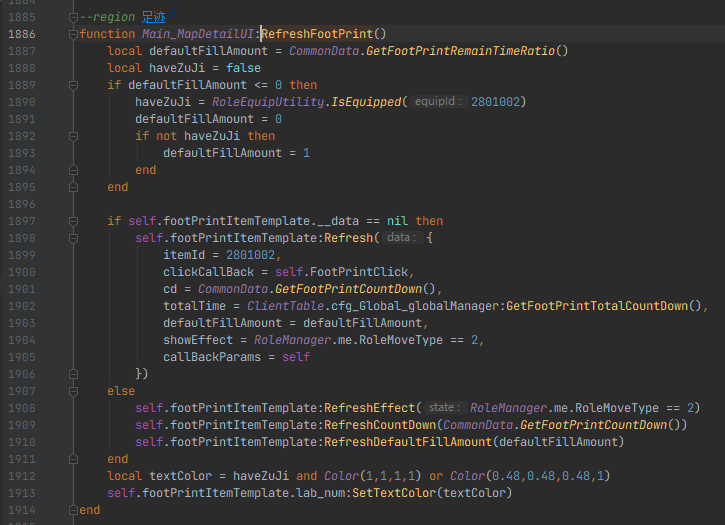 1885 --region 足迹
1886 function Main_MapDetailUI:RefreshFootPrint()
1887 local defaultFillAmount = CommonData.GetFootPrintRemainTimeRatio()
1888 local haveZuJi = false
1889 if defaultFillAmount <= 0 then
1890 haveZuJi = RoleEquipUtility.IsEquipped( equipId: 2801002)
1891 defaultFillAmount = 0
1892 if not haveZuJi then
1893 defaultFillAmount = 1
1894 end
1895 end
1896
1897 if self.footPrintItemTemplate.__data == nil then
1898 self.footPrintItemTemplate:Refresh( data: {
1899 itemId = 2801002,
1900 clickCallBack = self.FootPrintClick,
1901 cd = CommonData.GetFootPrintCountDown(),
1902 totalTime = ClientTable.cfg_Global_globalManager:GetFootPrintTotalCountDown(),
1903 defaultFillAmount = defaultFillAmount,
1904 showEffect = RoleManager.me.RoleMoveType == 2,
1905 callBackParams = self
1906 })
1907 else
1908 self.footPrintItemTemplate:RefreshEffect( state: RoleManager.me.RoleMoveType == 2)
1909 self.footPrintItemTemplate:RefreshCountDown(CommonData.GetFootPrintCountDown())
1910 self.footPrintItemTemplate:RefreshDefaultFillAmount(defaultFillAmount)
1911 end
1912 local textColor = haveZuJi and Color(1,1,1,1) or Color(0.48,0.48,0.48,1)
1913 self.footPrintItemTemplate.lab_num:SetTextColor(textColor)
1914 end